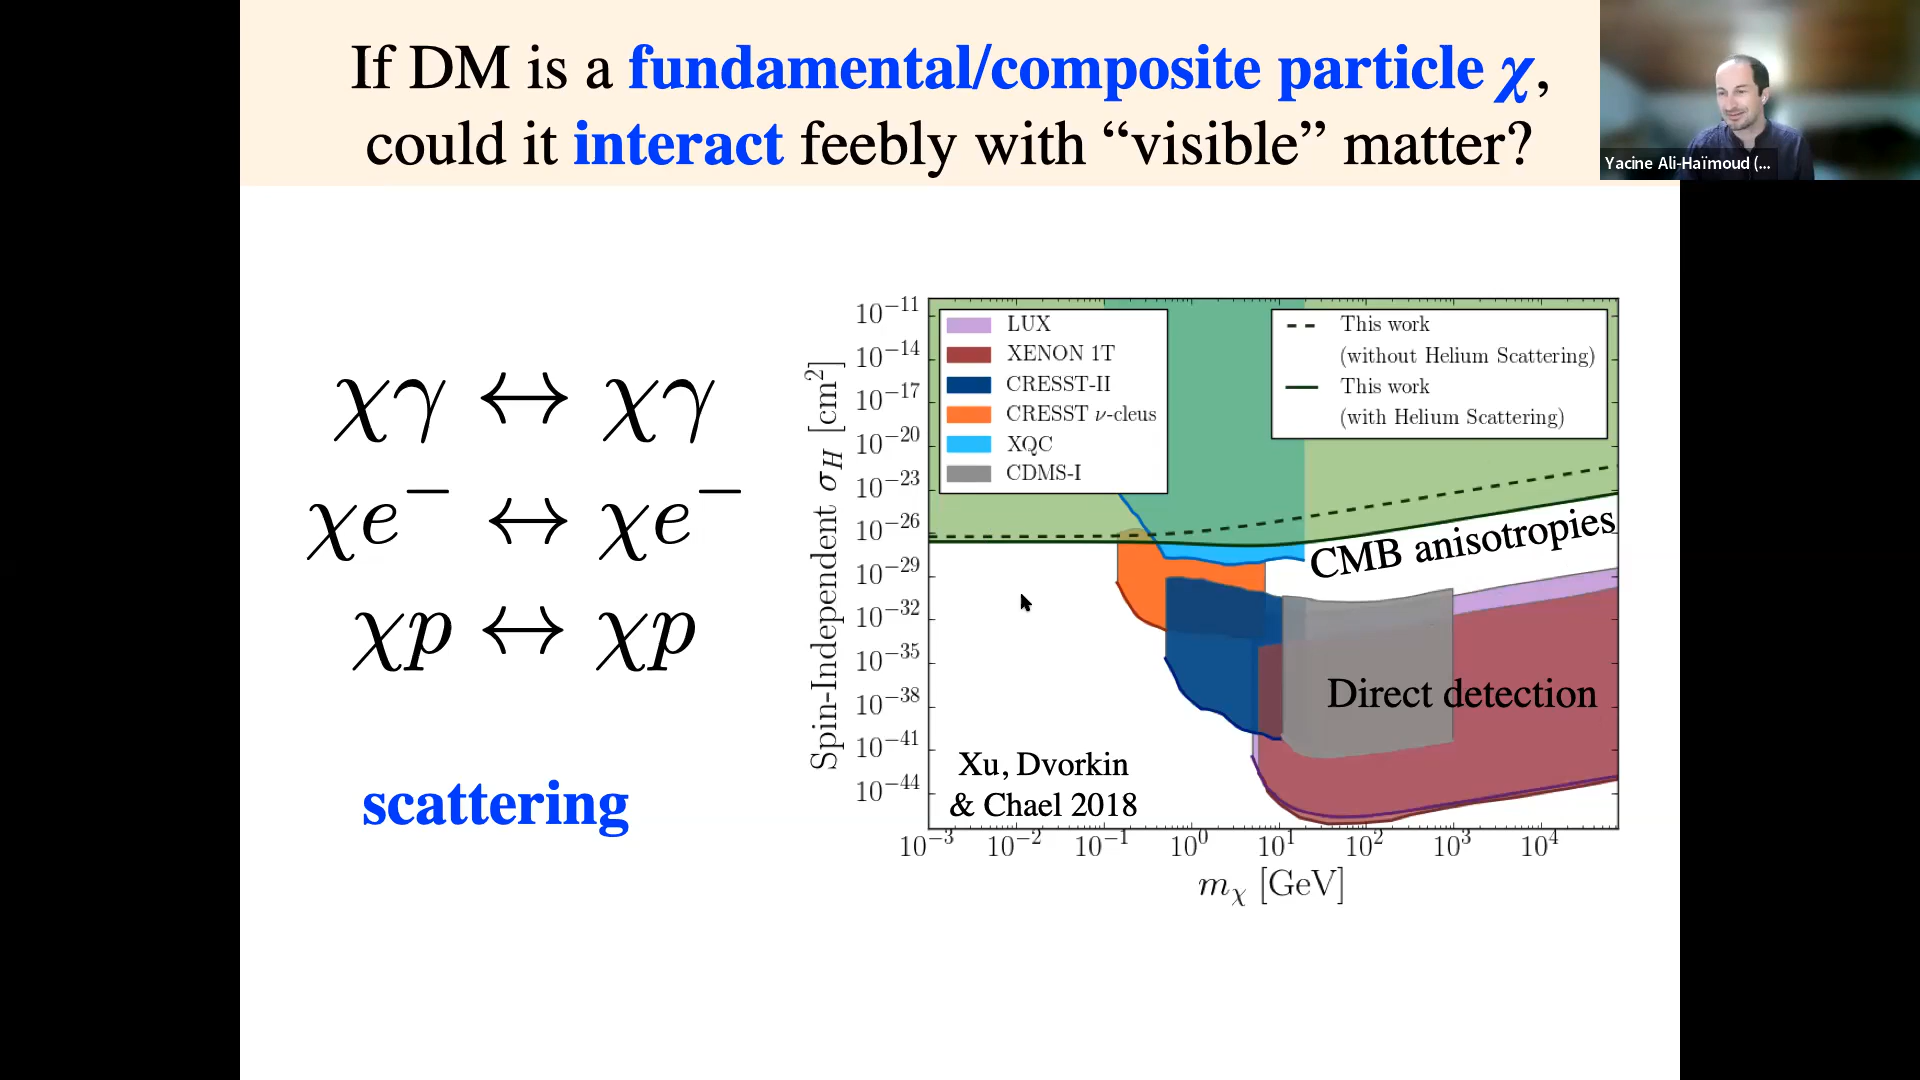 If DM is a fundamental/composite particle χ,
could it interact feebly with “visible” matter?
Yacine Ali-Haïmoud (...
χγ ↔ χγ
χe⁻ ↔ χe⁻
χp ↔ χp
scattering
Spin-Independent σ_H [cm²]
10⁻¹¹
10⁻¹⁴
10⁻¹⁷
10⁻²⁰
10⁻²³
10⁻²⁶
10⁻²⁹
10⁻³²
10⁻³⁵
10⁻³⁸
10⁻⁴¹
10⁻⁴⁴
LUX
XENON 1T
CRESST-II
CRESST ν-cleus
XQC
CDMS-I
This work
(without Helium Scattering)
This work
(with Helium Scattering)
CMB anisotropies
Direct detection
Xu, Dvorkin
& Chael 2018
10⁻³ 10⁻² 10⁻¹ 10⁰ 10¹ 10² 10³ 10⁴
m_χ [GeV]